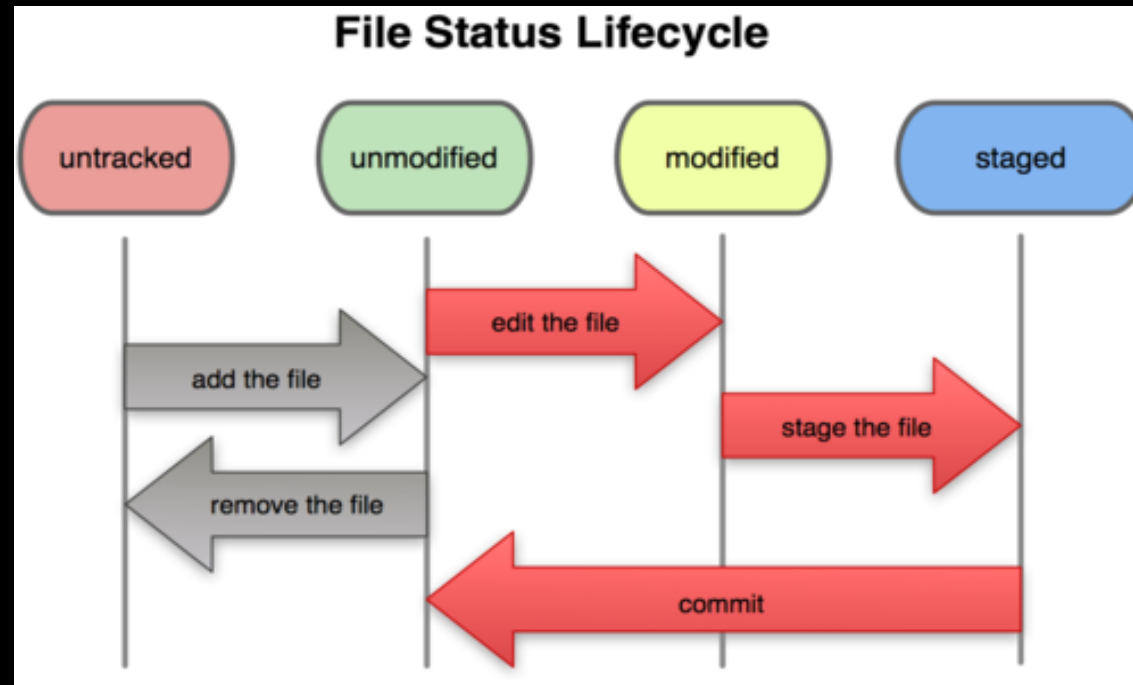 File Status Lifecycle
untracked
unmodified
modified
staged
edit the file
add the file
stage the file
remove the file
commit